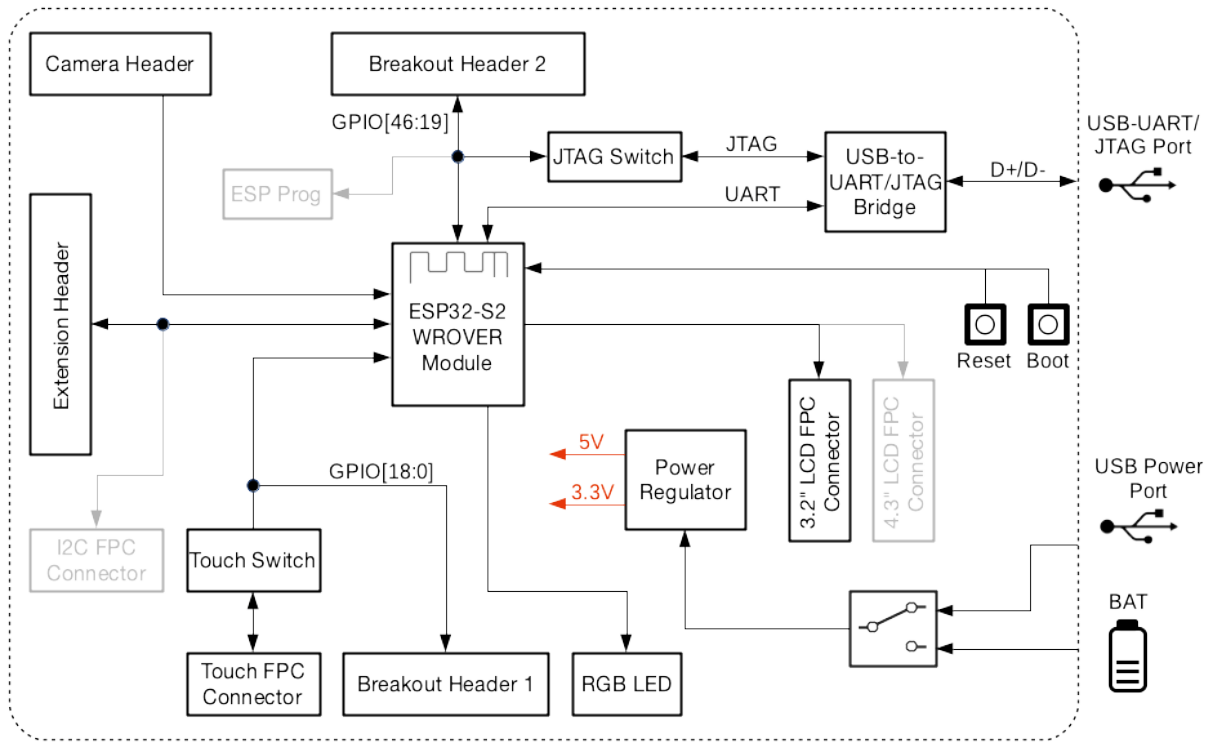 Camera Header
Breakout Header 2
GPIO[46:19]
USB-UART/
JTAG Port
JTAG Switch
JTAG
USB-to-
UART/JTAG
Bridge
D+/D-
ESP Prog
UART
Extension Header
ESP32-S2
WROVER
Module
Reset
Boot
3.2" LCD FPC
Connector
4.3" LCD FPC
Connector
5V
3.3V
Power
Regulator
GPIO[18:0]
USB Power
Port
I2C FPC
Connector
Touch Switch
BAT
Touch FPC
Connector
Breakout Header 1
RGB LED